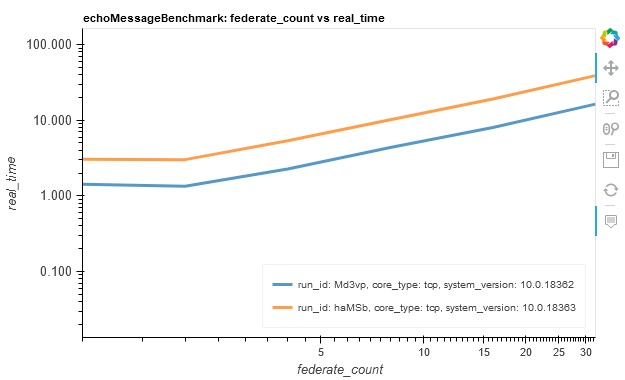 echoMessageBenchmark: federate_count vs real_time
100.000
10.000
1.000
0.100
real_time
run_id: Md3vp, core_type: tcp, system_version: 10.0.18362
run_id: haMSb, core_type: tcp, system_version: 10.0.18363
5 10 15 20 25 30
federate_count